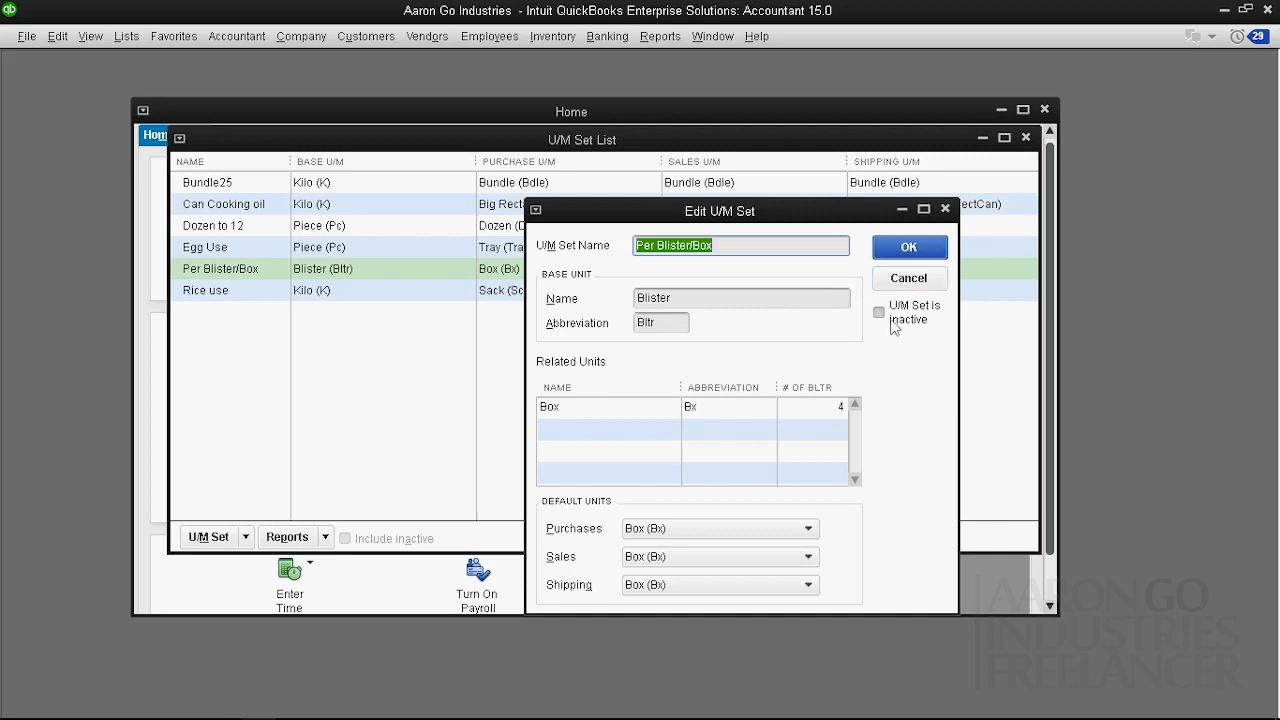 qb Aaron Go Industries - Intuit QuickBooks Enterprise Solutions: Accountant 15.0
File Edit View Lists Favorites Accountant Company Customers Vendors Employees Inventory Banking Reports Window Help 29
Home
Hom
U/M Set List
NAME BASE U/M PURCHASE U/M SALES U/M SHIPPING U/M
Bundle25 Kilo (K) Bundle (Bdle) Bundle (Bdle) Bundle (Bdle)
Can Cooking oil Kilo (K) Big Rect ectCan)
Dozen to 12 Piece (Pc) Dozen (D
Egg Use Piece (Pc) Tray (Tra
Per Blister/Box Blister (Bltr) Box (Bx)
Rice use Kilo (K) Sack (Sc
U/M Set Reports Include inactive
Enter
Time
Turn On
Payroll
Edit U/M Set
U/M Set Name Per Blister/Box OK
BASE UNIT Cancel
Name Blister
Abbreviation Bltr
U/M Set is
inactive
Related Units
NAME ABBREVIATION # OF BLTR
Box Bx 4
DEFAULT UNITS
Purchases Box (Bx)
Sales Box (Bx)
Shipping Box (Bx)
AARON GO
INDUSTRIES
FREELANCER